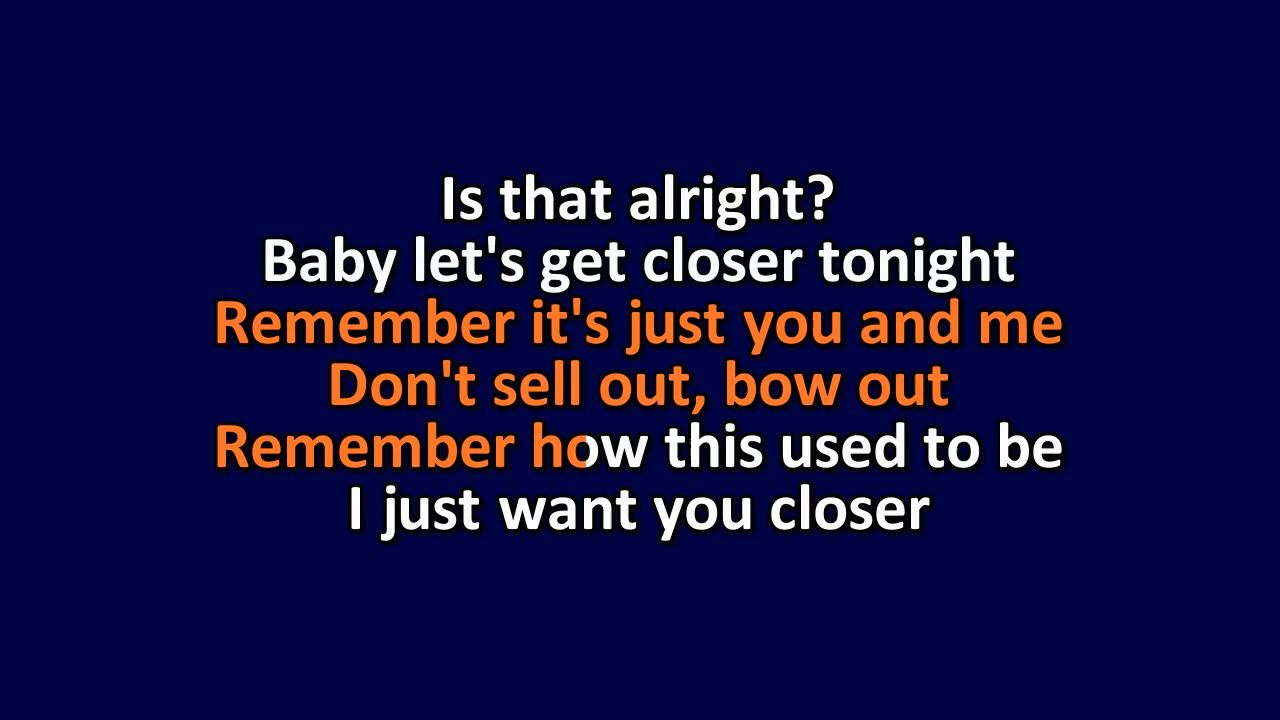 Is that alright?
Baby let's get closer tonight
Remember it's just you and me
Don't sell out, bow out
Remember how this used to be
I just want you closer